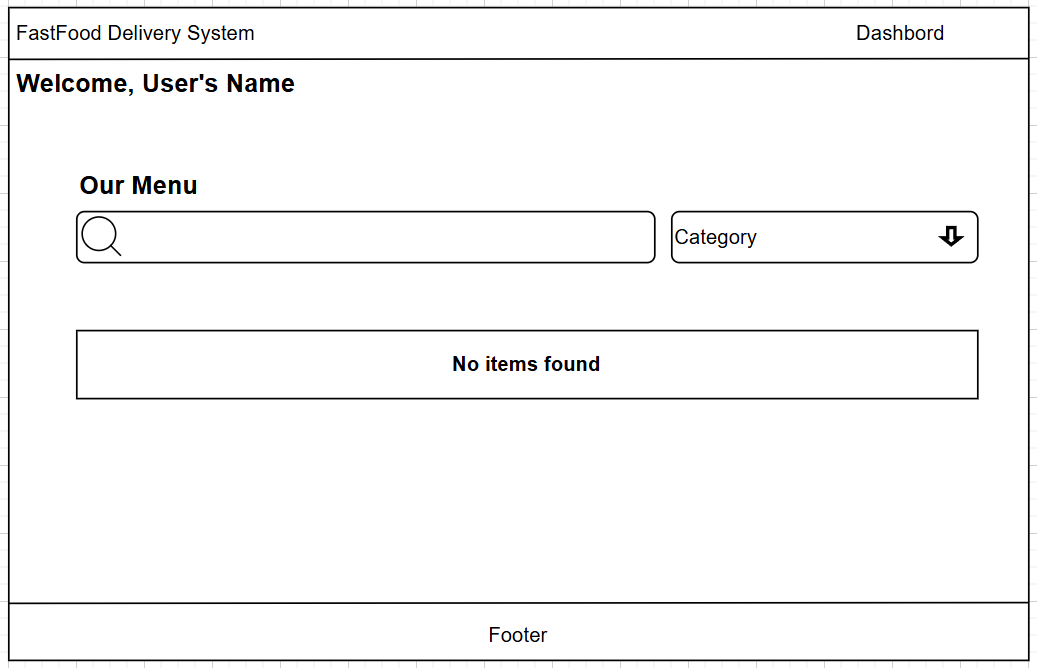 FastFood Delivery System
Dashbord
Welcome, User's Name
Our Menu
Category
No items found
Footer